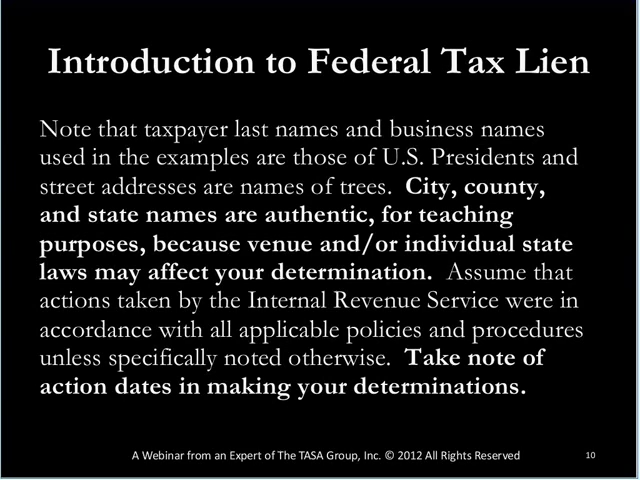 Introduction to Federal Tax Lien
Note that taxpayer last names and business names
used in the examples are those of U.S. Presidents and
street addresses are names of trees.  City, county,
and state names are authentic, for teaching
purposes, because venue and/or individual state
laws may affect your determination.  Assume that
actions taken by the Internal Revenue Service were in
accordance with all applicable policies and procedures
unless specifically noted otherwise.  Take note of
action dates in making your determinations.
A Webinar from an Expert of The TASA Group, Inc. © 2012 All Rights Reserved
10